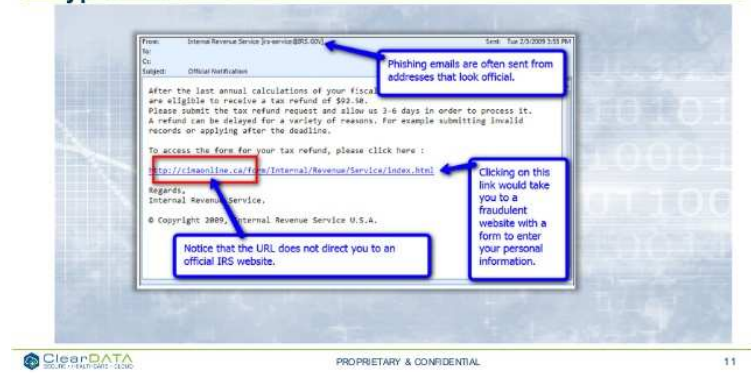 From: Internal Revenue Service [irs-service@IRS.GOV] Sent: Tue 2/3/2009 3:55 PM
To:
Cc:
Subject: Official Notification
Phishing emails are often sent from
addresses that look official.
After the last annual calculations of your fiscal
are eligible to receive a tax refund of $92.50.
Please submit the tax refund request and allow us 3-6 days in order to process it.
A refund can be delayed for a variety of reasons. For example submitting invalid
records or applying after the deadline.
To access the form for your tax refund, please click here :
http://cimaonline.ca/form/Internal/Revenue/Service/index.html
Regards,
Internal Revenue Service.
© Copyright 2009, Internal Revenue Service U.S.A.
Clicking on this
link would take
you to a
fraudulent
website with a
form to enter
your personal
information.
Notice that the URL does not direct you to an
official IRS website.
ClearDATA
SECURE HEALTHCARE CLOUD
PROPRIETARY & CONFIDENTIAL
11